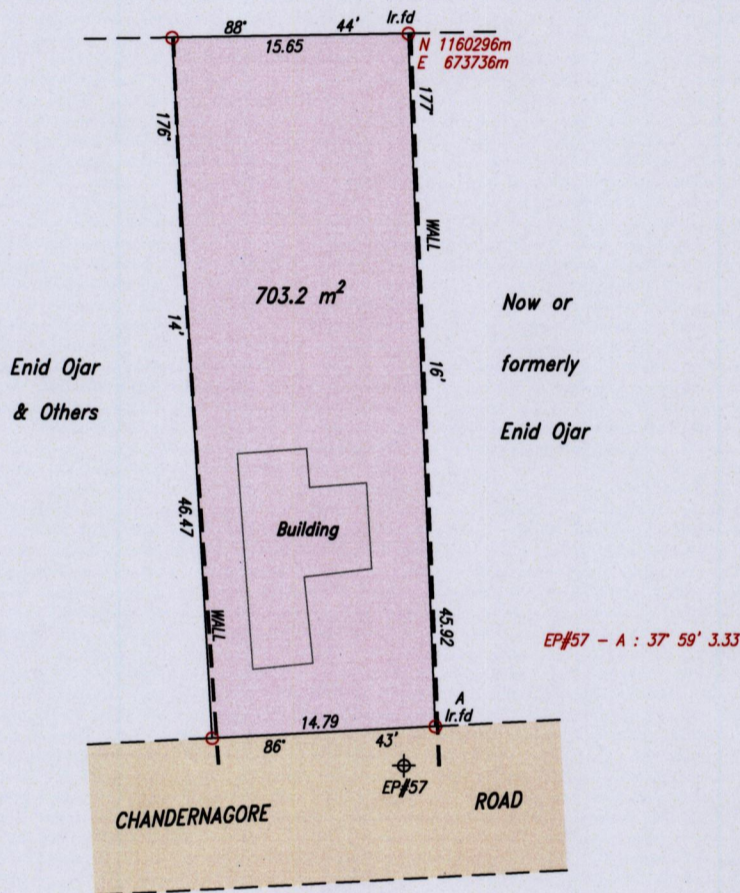 88° 44' Ir.fd
15.65
N 1160296m
E 673736m
176°
177°
WALL
703.2 m²
Now or
14'
formerly
16'
Enid Ojar
& Others
Enid Ojar
46.47
Building
WALL
45.92
EP#57 - A : 37° 59' 3.33
A
Ir.fd
14.79
86° 43'
EP#57
CHANDERNAGORE ROAD